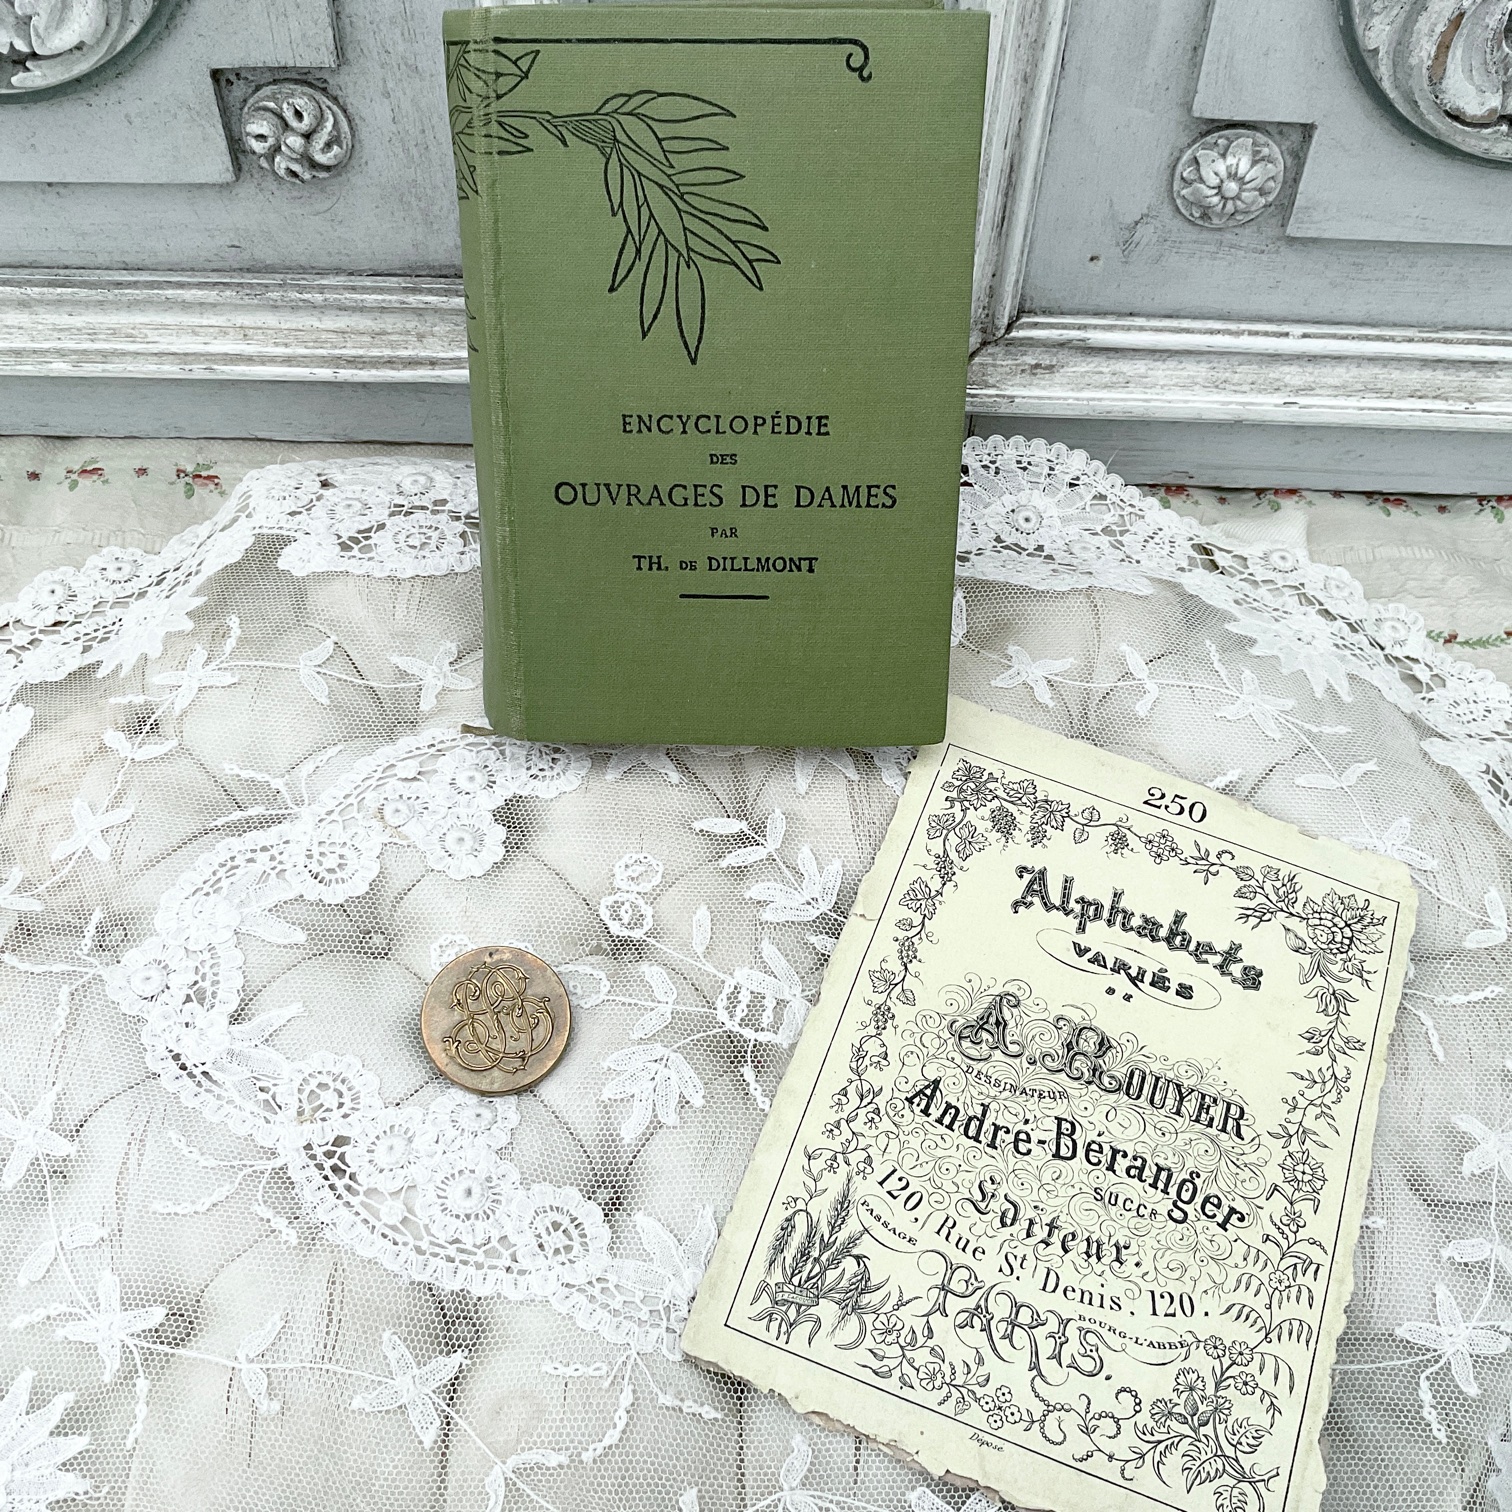 ENCYCLOPÉDIE
DES
OUVRAGES DE DAMES
PAR
TH. DE DILLMONT
250
Alphabets
VARIÉS
DE
A. ROUYER
DESSINATEUR
André-Béranger
SUCCR
Editeur.
120, Rue St. Denis. 120.
PASSAGE
BOURG-L'ABBÉ
PARIS.
Déposé